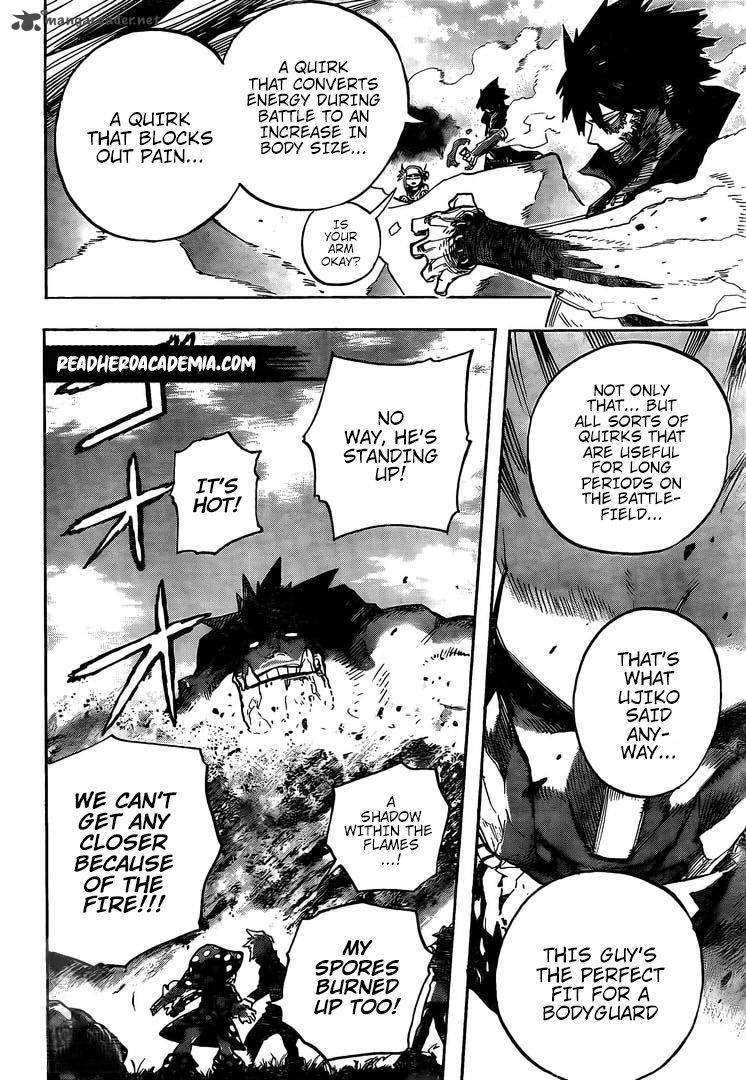 mangareader.net
A QUIRK
THAT CONVERTS
ENERGY DURING
BATTLE TO AN
INCREASE IN
BODY SIZE...
A QUIRK
THAT BLOCKS
OUT PAIN...
IS
YOUR
ARM
OKAY?
READHEROACADEMIA.COM
NOT ONLY
THAT... BUT
ALL SORTS OF
QUIRKS THAT
ARE USEFUL
FOR LONG
PERIODS ON
THE BATTLE-
FIELD...
THAT'S
WHAT
UJIKO
SAID
ANY-
WAY...
THIS GUY'S
THE PERFECT
FIT FOR A
BODYGUARD
NO
WAY, HE'S
STANDING
UP!
IT'S
HOT!
A
SHADOW
WITHIN THE
FLAMES
...!
WE CAN'T
GET ANY
CLOSER
BECAUSE
OF THE
FIRE!!!
MY
SPORES
BURNED
UP TOO!